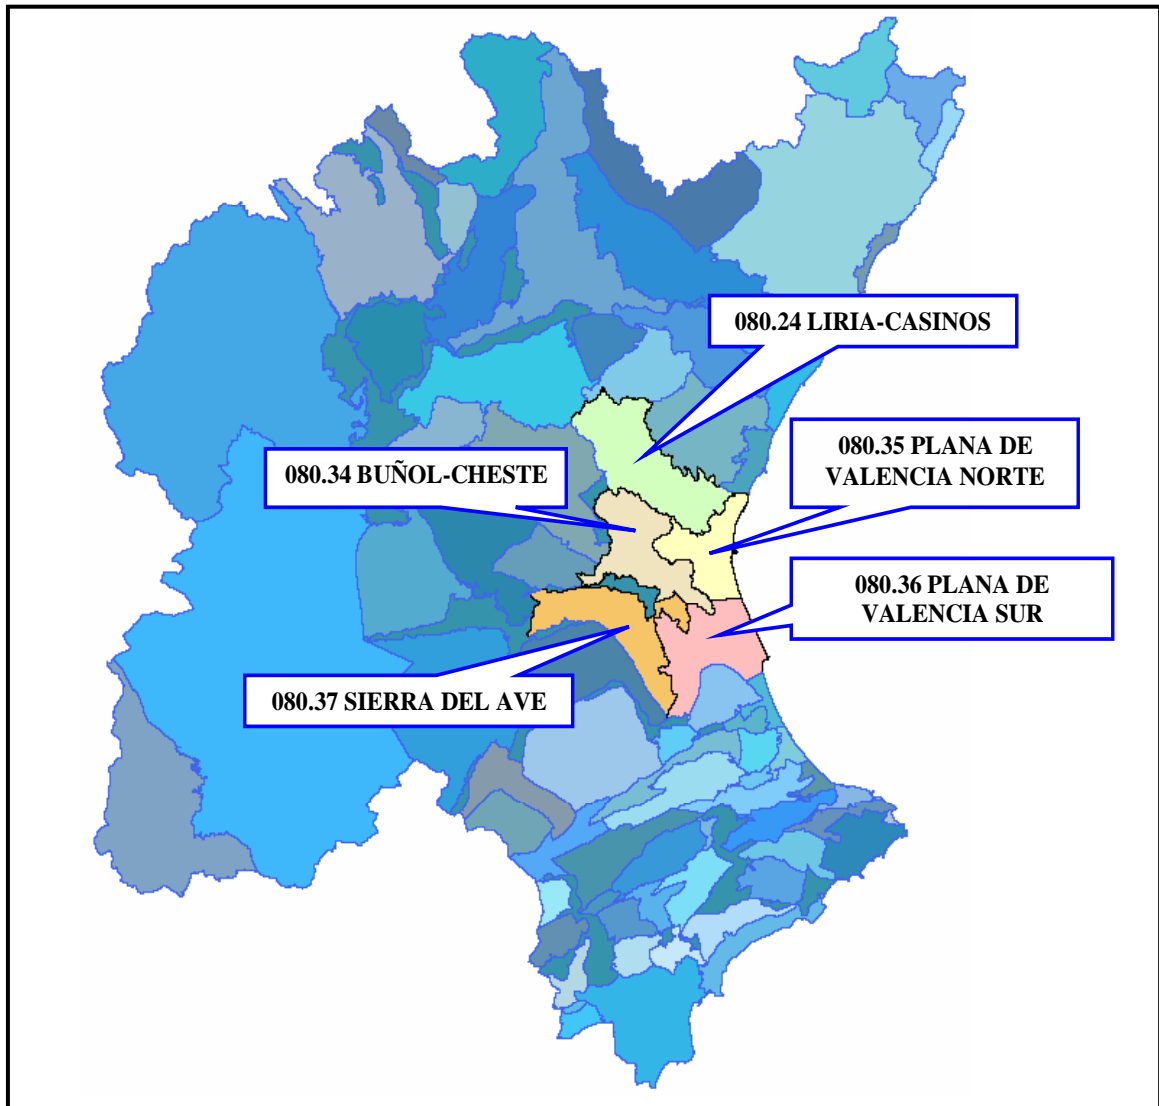 080.24 LIRIA-CASINOS
080.35 PLANA DE
VALENCIA NORTE
080.34 BUÑOL-CHESTE
080.36 PLANA DE
VALENCIA SUR
080.37 SIERRA DEL AVE